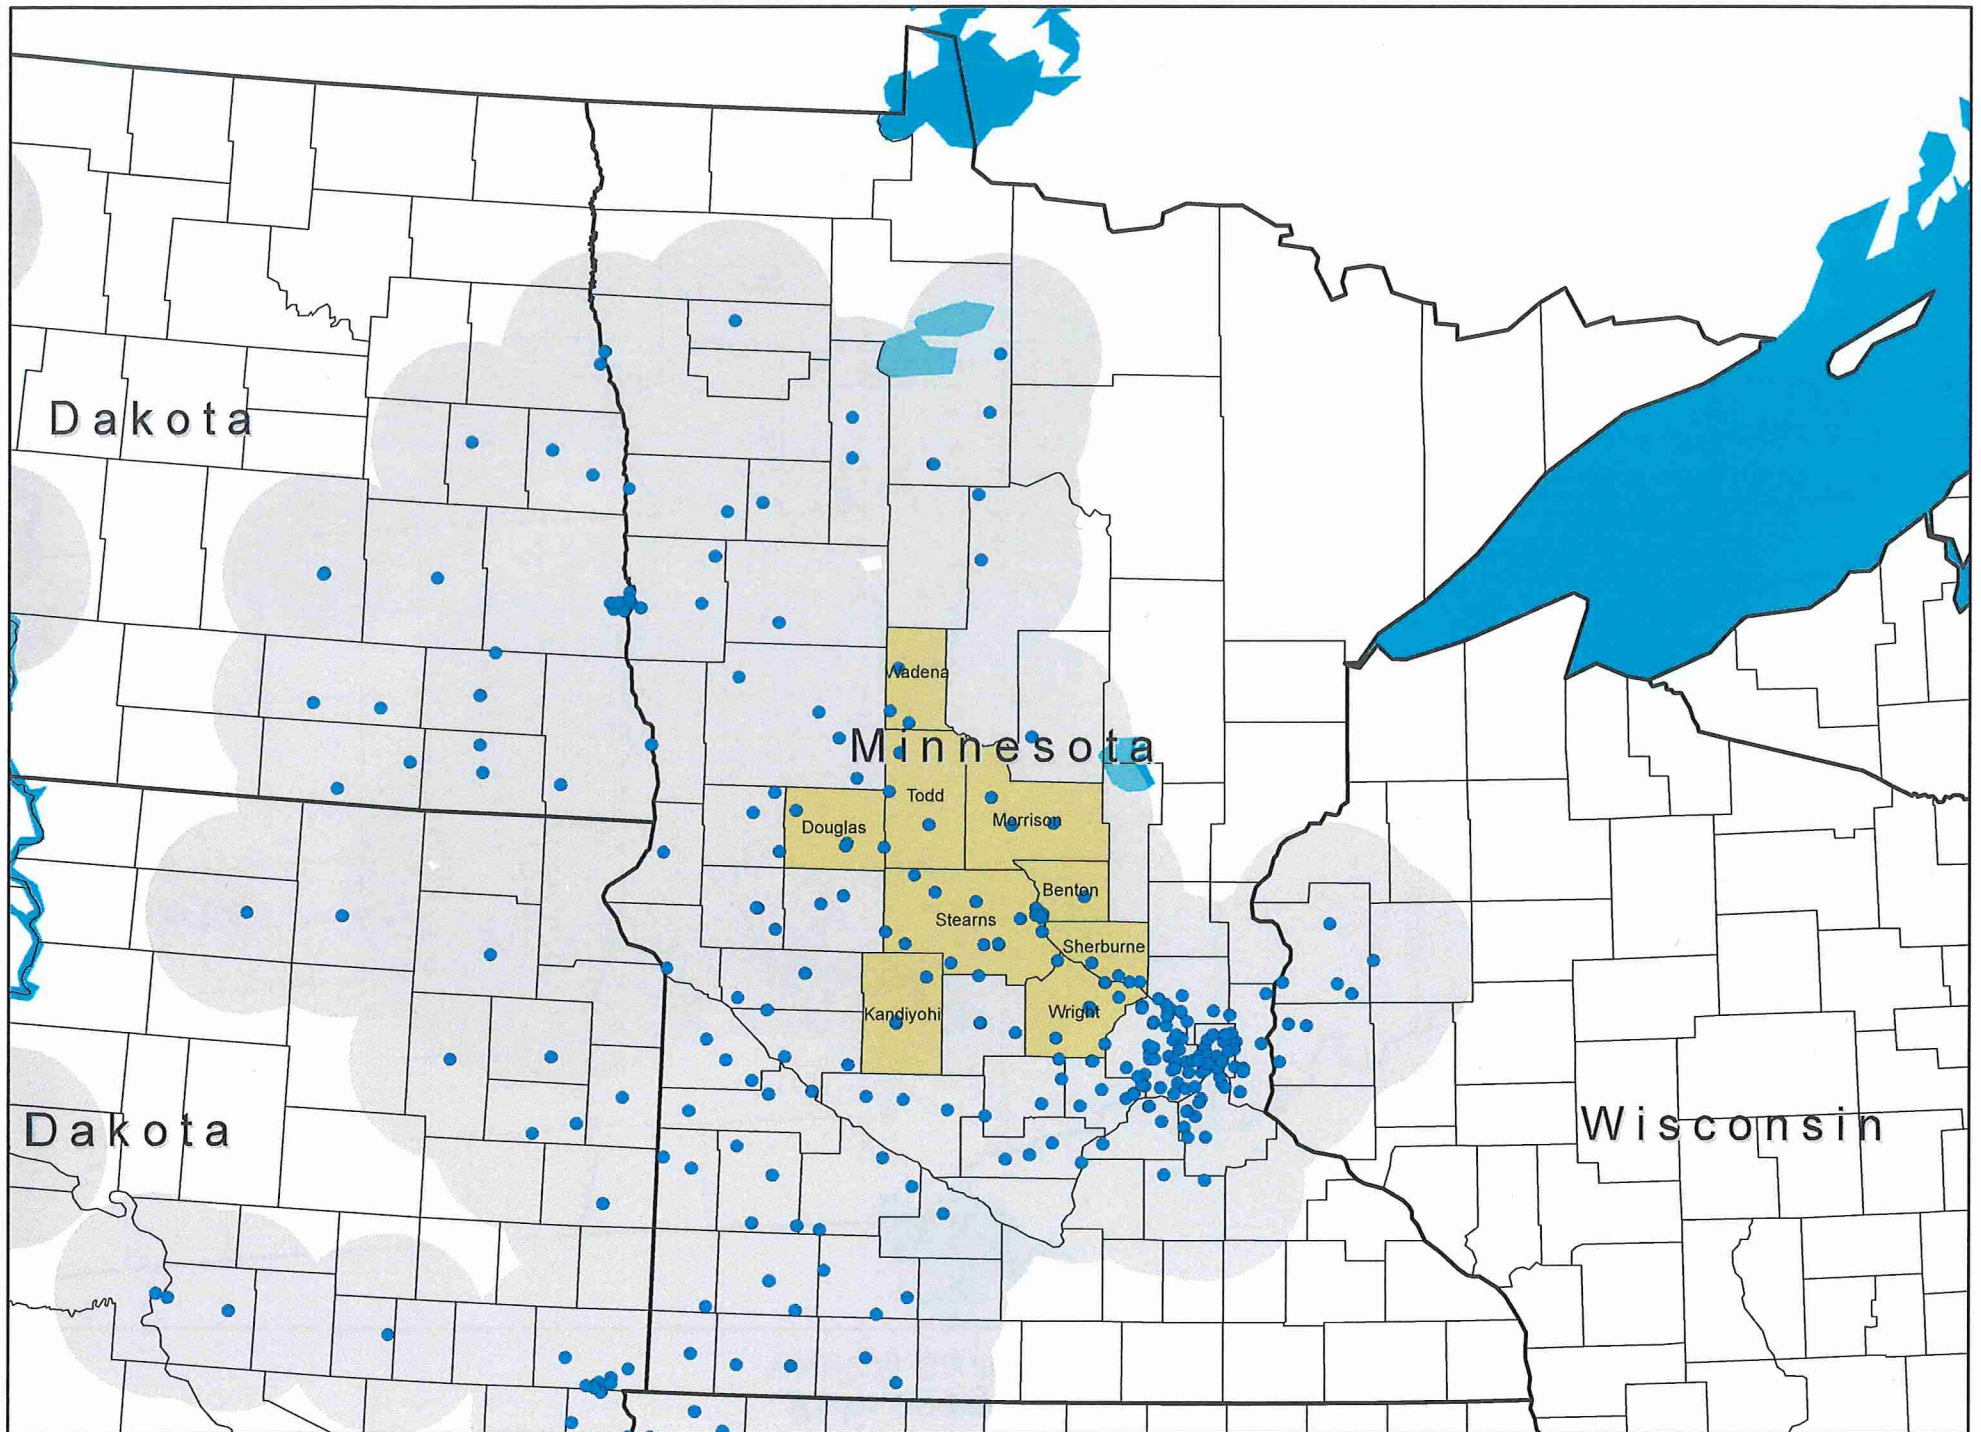 Dakota
Wadena
Minnesota
Todd
Douglas
Morrison
Benton
Stearns
Sherburne
Kandiyohi
Wright
Dakota
Wisconsin